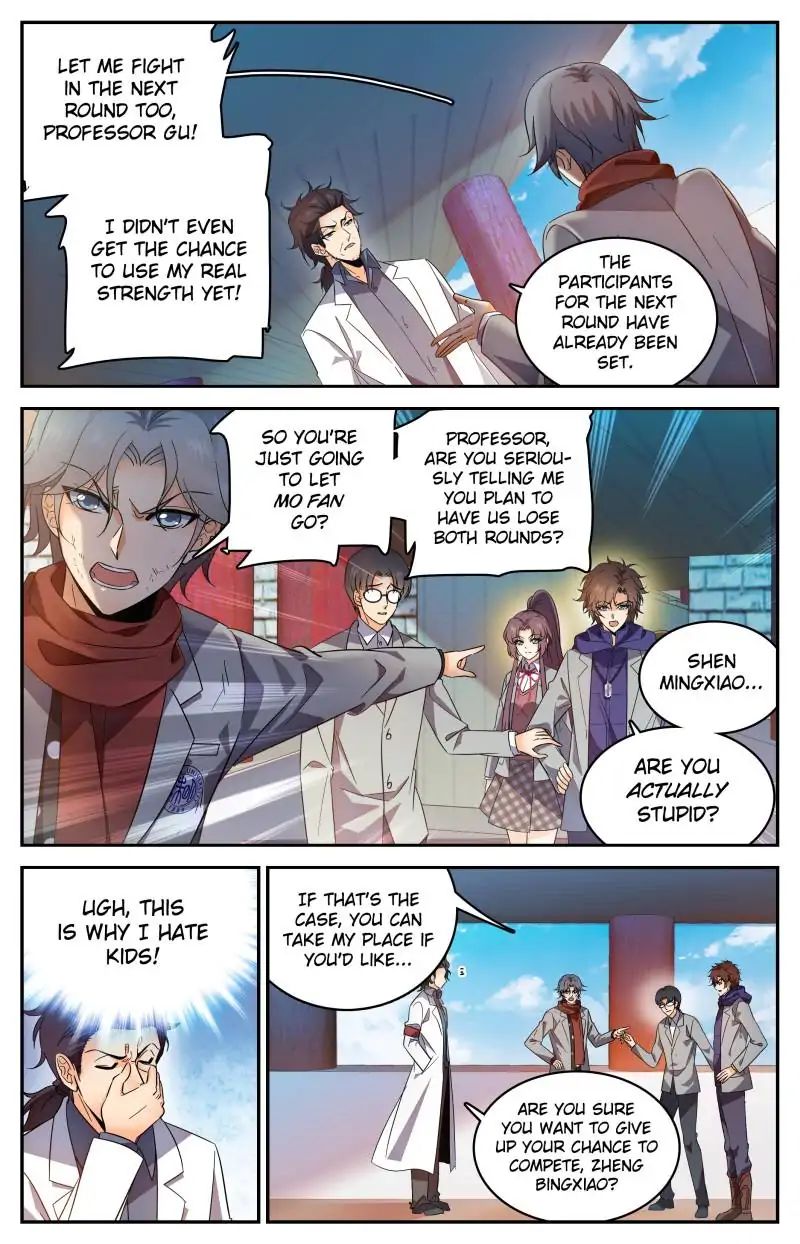 LET ME FIGHT
IN THE NEXT
ROUND TOO,
PROFESSOR GU!
I DIDN'T EVEN
GET THE CHANCE
TO USE MY REAL
STRENGTH YET!
THE
PARTICIPANTS
FOR THE NEXT
ROUND HAVE
ALREADY BEEN
SET.
SO YOU'RE
JUST GOING
TO LET
MO FAN
GO?
PROFESSOR,
ARE YOU SERIOU-
SLY TELLING ME
YOU PLAN TO
HAVE US LOSE
BOTH ROUNDS?
SHEN
MINGXIAO...
ARE YOU
ACTUALLY
STUPID?
UGH, THIS
IS WHY I HATE
KIDS!
IF THAT'S THE
CASE, YOU CAN
TAKE MY PLACE IF
YOU'D LIKE...
ARE YOU SURE
YOU WANT TO GIVE
UP YOUR CHANCE TO
COMPETE, ZHENG
BINGXIAO?